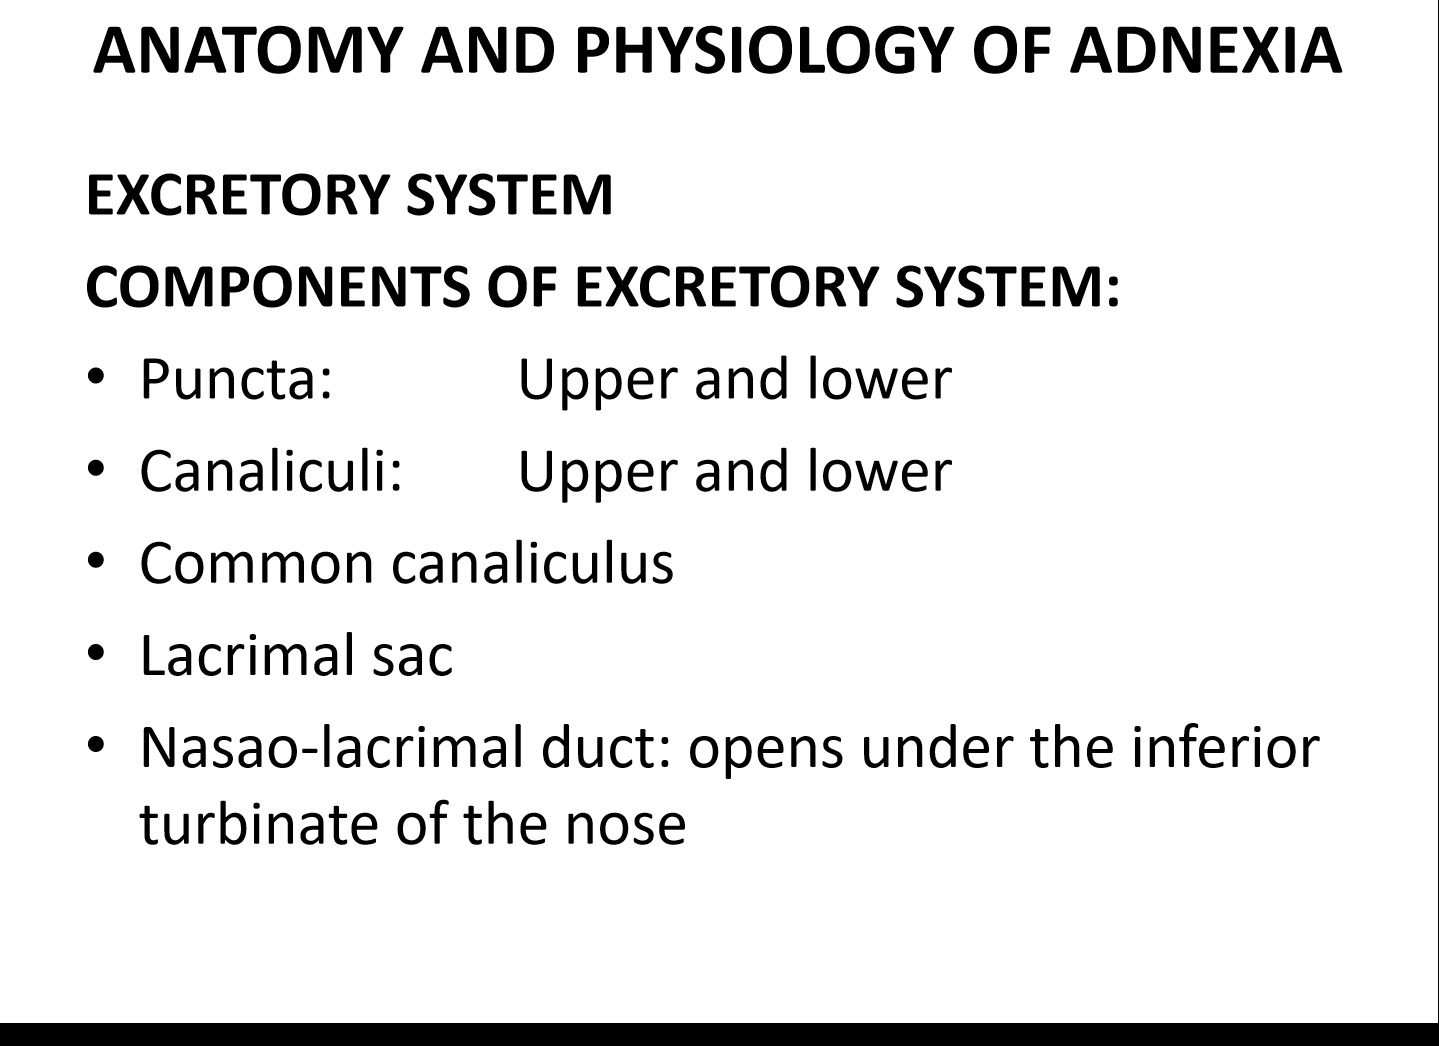 ANATOMY AND PHYSIOLOGY OF ADNEXIA
EXCRETORY SYSTEM
COMPONENTS OF EXCRETORY SYSTEM:
• Puncta: Upper and lower
• Canaliculi: Upper and lower
• Common canaliculus
• Lacrimal sac
• Nasao-lacrimal duct: opens under the inferior
turbinate of the nose